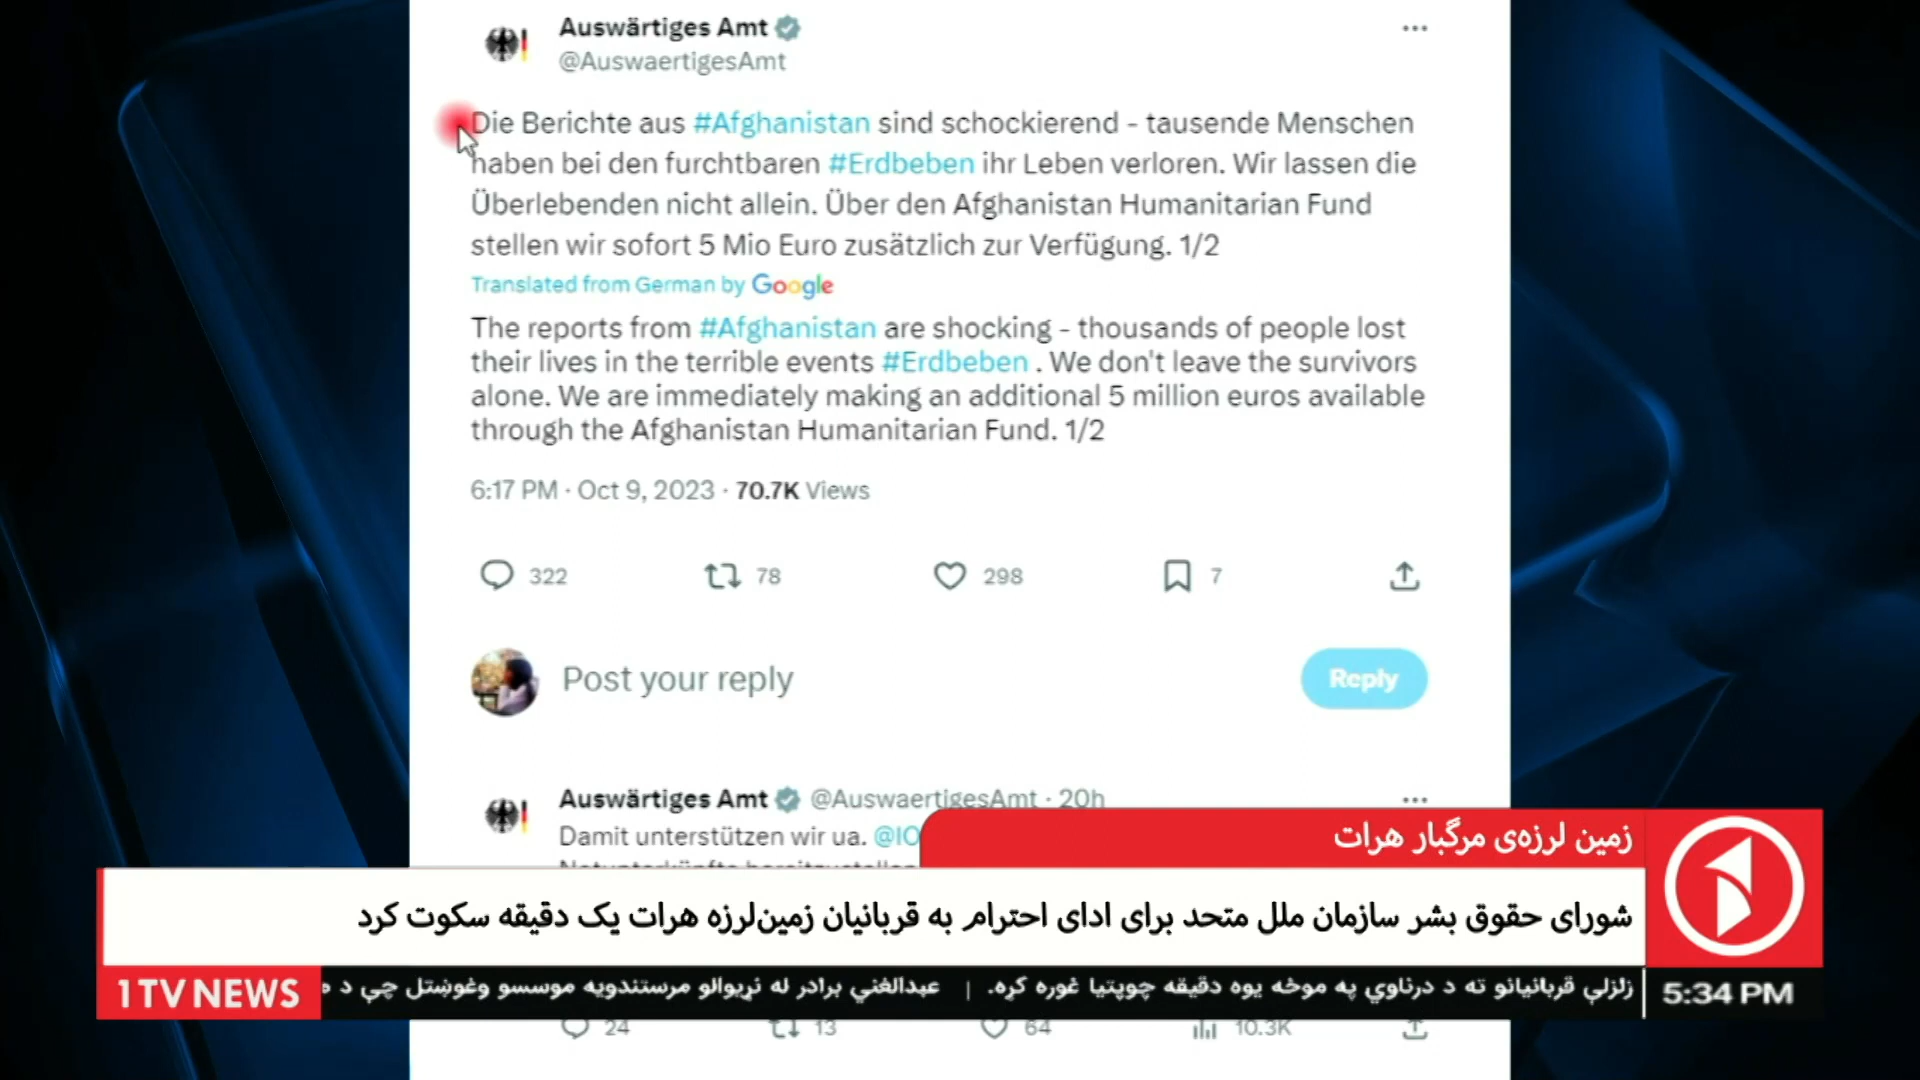 Auswärtiges Amt
@AuswaertigesAmt
Die Berichte aus #Afghanistan sind schockierend - tausende Menschen
haben bei den furchtbaren #Erdbeben ihr Leben verloren. Wir lassen die
Überlebenden nicht allein. Über den Afghanistan Humanitarian Fund
stellen wir sofort 5 Mio Euro zusätzlich zur Verfügung. 1/2
Translated from German by Google
The reports from #Afghanistan are shocking - thousands of people lost
their lives in the terrible events #Erdbeben . We don't leave the survivors
alone. We are immediately making an additional 5 million euros available
through the Afghanistan Humanitarian Fund. 1/2
6:17 PM · Oct 9, 2023 · 70.7K Views
322 78 298 7
Post your reply Reply
Auswärtiges Amt @AuswaertigesAmt · 20h
Damit unterstützen wir ua. @IO
زمین لرزه‌ی مرگبار هرات
شورای حقوق بشر سازمان ملل متحد برای ادای احترام به قربانیان زمین‌لرزه هرات یک دقیقه سکوت کرد
1TV NEWS
زلزلې قربانیانو ته د درناوي په موخه یوه دقیقه چوپتیا غوره کړه. | عبدالغني برادر له نړیوالو مرستندویه موسسو وغوښتل چې د
5:34 PM
24 13 64 10.3K